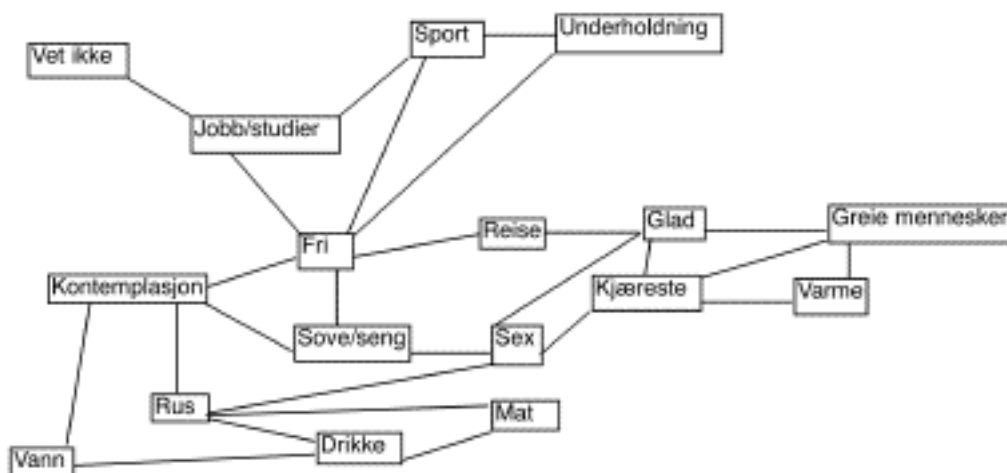 Sport
Underholdning
Vet ikke
Jobb/studier
Fri
Reise
Glad
Greie mennesker
Kontemplasjon
Kjæreste
Varme
Sove/seng
Sex
Rus
Mat
Drikke
Vann